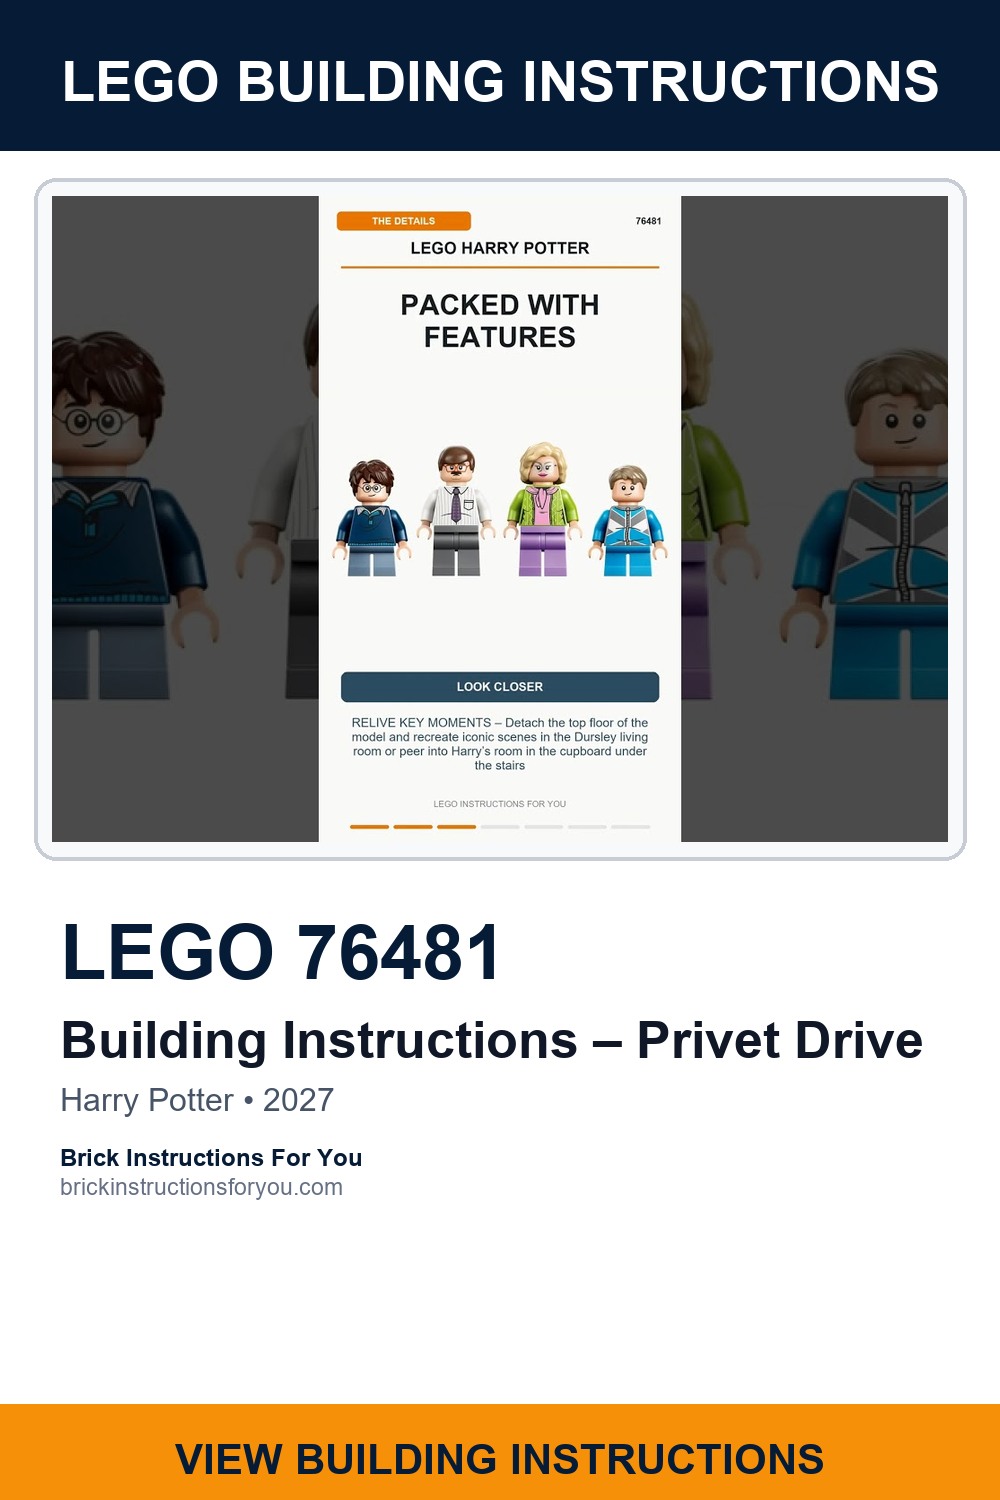 LEGO BUILDING INSTRUCTIONS
THE DETAILS
76481
LEGO HARRY POTTER
PACKED WITH
FEATURES
LOOK CLOSER
RELIVE KEY MOMENTS – Detach the top floor of the
model and recreate iconic scenes in the Dursley living
room or peer into Harry's room in the cupboard under
the stairs
LEGO INSTRUCTIONS FOR YOU
LEGO 76481
Building Instructions – Privet Drive
Harry Potter • 2027
Brick Instructions For You
brickinstructionsforyou.com
VIEW BUILDING INSTRUCTIONS